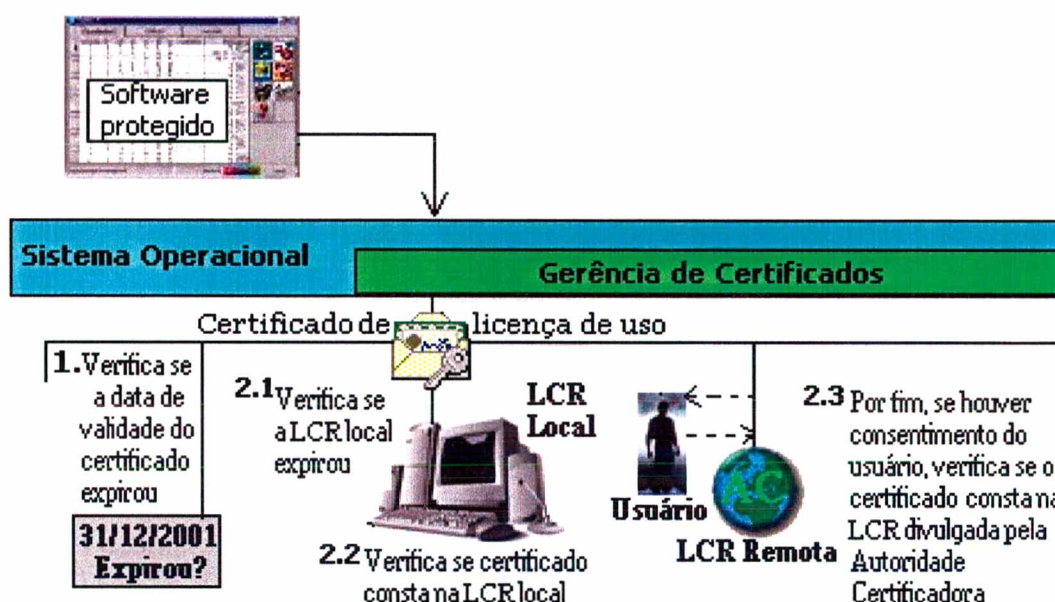 Software
protegido
Sistema Operacional
Gerência de Certificados
Certificado de licença de uso
1. Verifica se
a data de
validade do
certificado
expirou
31/12/2001
Expirou?
2.1 Verifica se
a LCR local
expirou
LCR
Local
2.2 Verifica se certificado
consta na LCR local
Usuário
AC
LCR Remota
2.3 Por fim, se houver
consentimento do
usuário, verifica se o
certificado consta na
LCR divulgada pela
Autoridade
Certificadora